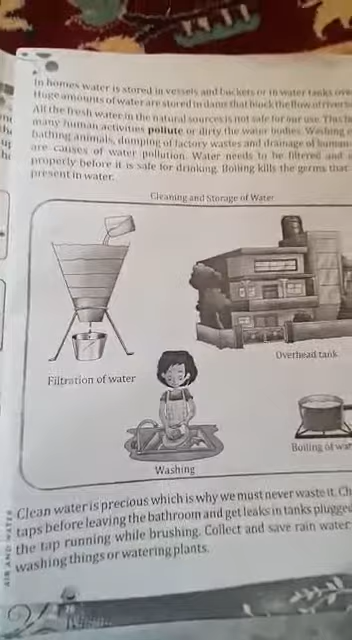 In homes water is stored in vessels and buckets or in water tanks ove
Huge amounts of water are stored in dams that block the flow of rivers
All the fresh water in the natural sources is not safe for our use. This
many human activities pollute or dirty the water bodies. Washing
bathing animals, dumping of factory wastes and drainage of human
are causes of water pollution. Water needs to be filtered and
properly before it is safe for drinking. Boiling kills the germs that
present in water.
Cleaning and Storage of Water
Overhead tank
Filtration of water
Boiling of wat
Washing
Clean water is precious which is why we must never waste it. Cl
taps before leaving the bathroom and get leaks in tanks plugged
the tap running while brushing. Collect and save rain water
washing things or watering plants.
AIR AND WATER